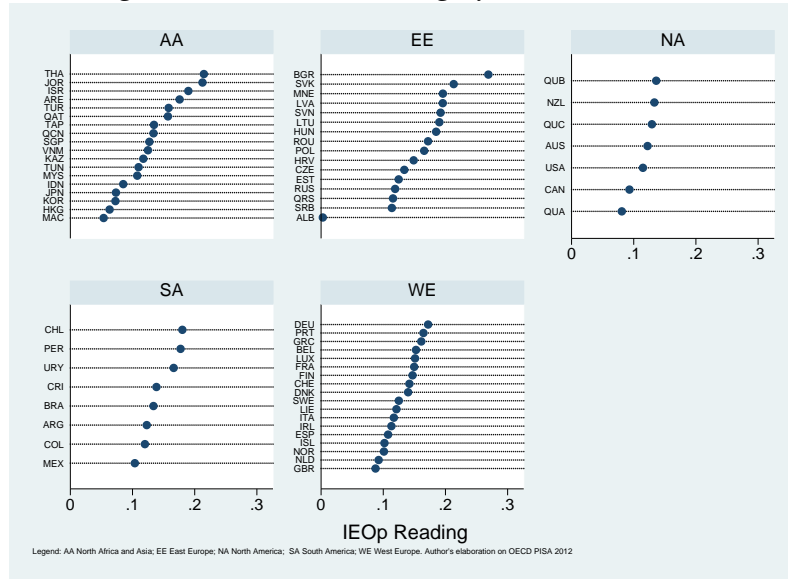 AA
THA
JOR
ISR
ARE
TUR
QAT
TAP
QCN
SGP
VNM
KAZ
TUN
MYS
IDN
JPN
KOR
HKG
MAC
EE
BGR
SVK
MNE
LVA
SVN
LTU
HUN
ROU
POL
HRV
CZE
EST
RUS
QRS
SRB
ALB
NA
QUB
NZL
QUC
AUS
USA
CAN
QUA
0 .1 .2 .3
SA
CHL
PER
URY
CRI
BRA
ARG
COL
MEX
0 .1 .2 .3
WE
DEU
PRT
GRC
BEL
LUX
FRA
FIN
CHE
DNK
SWE
LIE
ITA
IRL
ESP
ISL
NOR
NLD
GBR
0 .1 .2 .3
IEOp Reading
Legend: AA North Africa and Asia; EE East Europe; NA North America; SA South America; WE West Europe. Author's elaboration on OECD PISA 2012